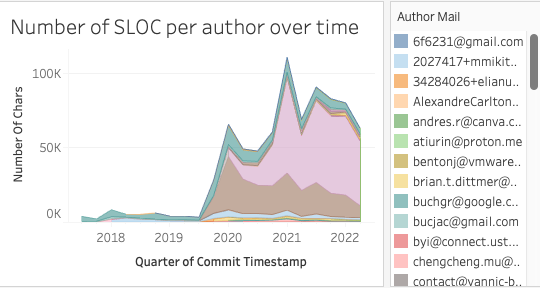 Number of SLOC per author over time
Number Of Chars
100K
50K
0K
2018 2019 2020 2021 2022
Quarter of Commit Timestamp
Author Mail
6f6231@gmail.com
2027417+mmikit..
34284026+elianu..
AlexandreCarlton..
andres.r@canva.c..
atiurin@proton.me
bentonj@vmware..
brian.t.dittmer@..
buchgr@google.c..
bucjac@gmail.com
byi@connect.ust...
chengcheng.mu@..
contact@yannic-b..